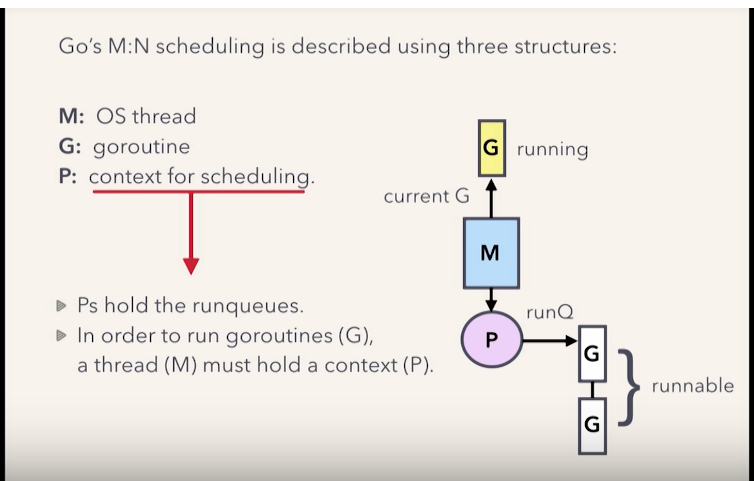 Go's M:N scheduling is described using three structures:
M: OS thread
G: goroutine
P: context for scheduling.
Ps hold the runqueues.
In order to run goroutines (G),
a thread (M) must hold a context (P).
G running
current G
M
runQ
P
G
runnable
G